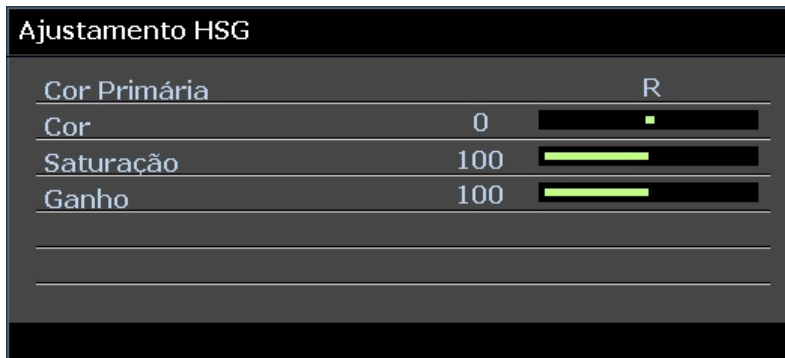 Ajustamento HSG
Cor Primária R
Cor 0
Saturação 100
Ganho 100